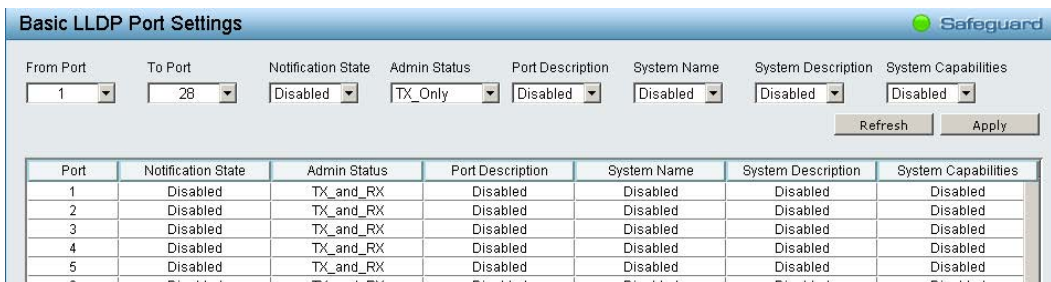 Basic LLDP Port Settings
Safeguard
From Port To Port Notification State Admin Status Port Description System Name System Description System Capabilities
1 28 Disabled TX_Only Disabled Disabled Disabled Disabled
Refresh Apply
Port Notification State Admin Status Port Description System Name System Description System Capabilities
1 Disabled TX_and_RX Disabled Disabled Disabled Disabled
2 Disabled TX_and_RX Disabled Disabled Disabled Disabled
3 Disabled TX_and_RX Disabled Disabled Disabled Disabled
4 Disabled TX_and_RX Disabled Disabled Disabled Disabled
5 Disabled TX_and_RX Disabled Disabled Disabled Disabled